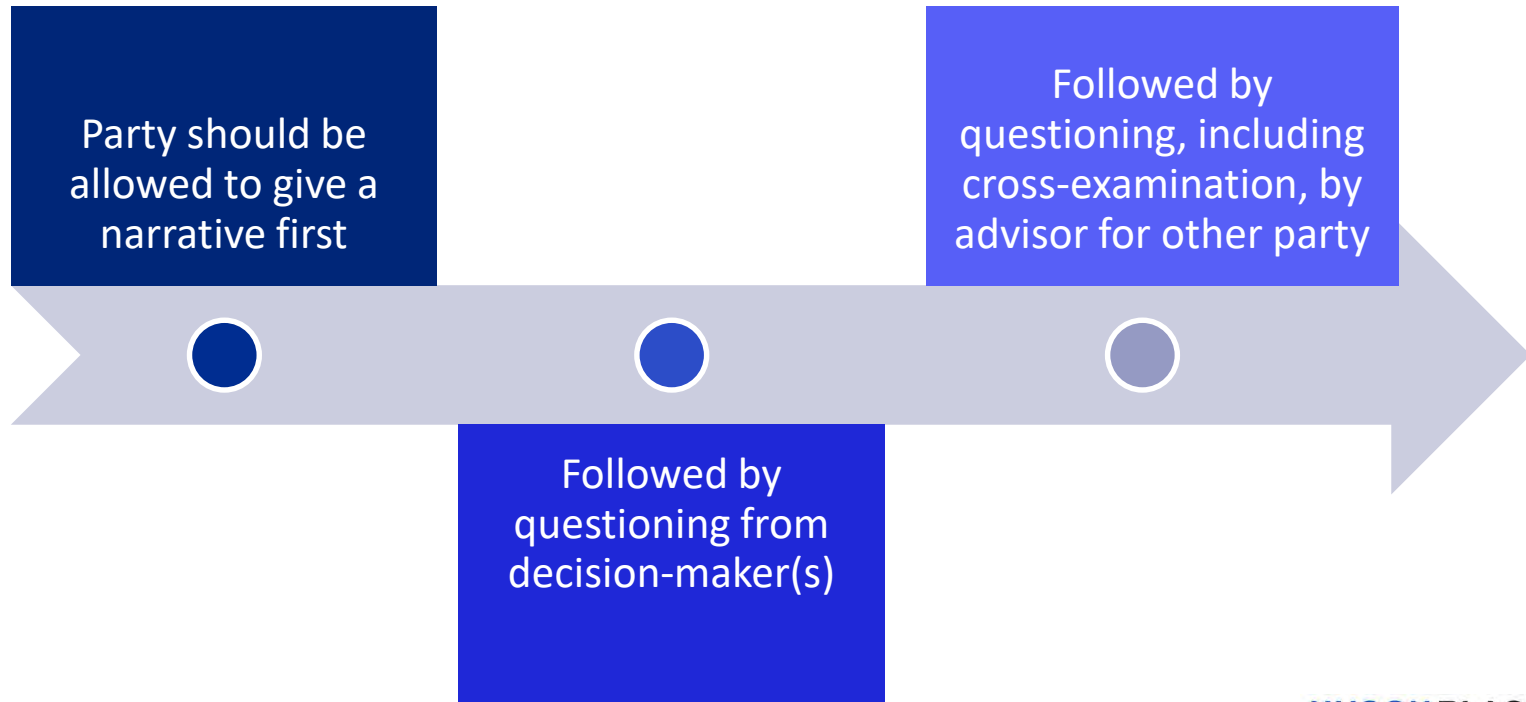 Party should be
allowed to give a
narrative first
Followed by
questioning from
decision-maker(s)
Followed by
questioning, including
cross-examination, by
advisor for other party